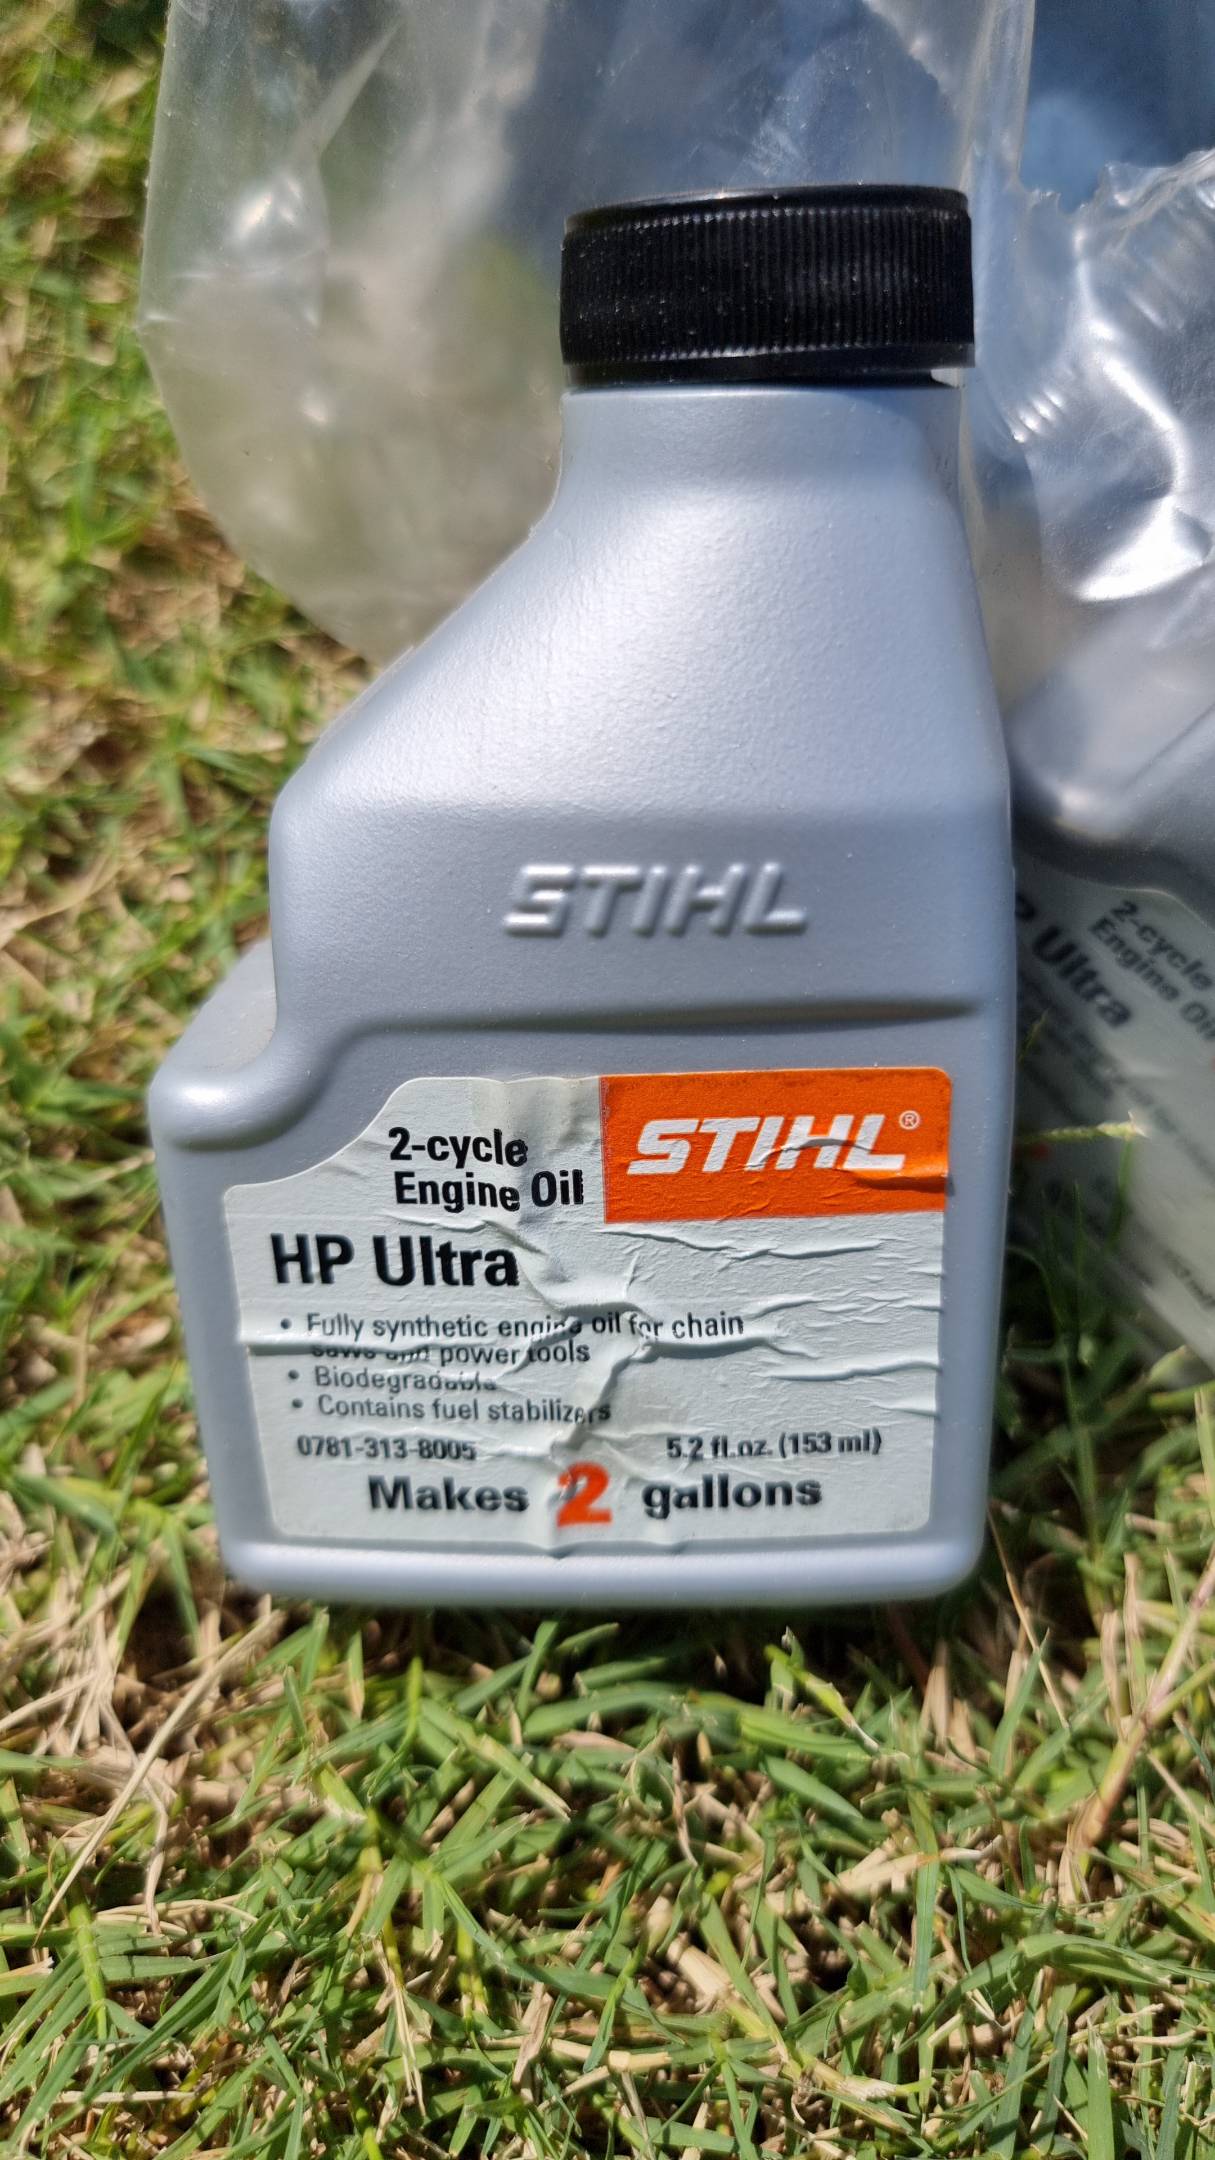 STIHL
2-cycle
Engine Oil
STIHL®
HP Ultra
• Fully synthetic engine oil for chain
saws and power tools
• Biodegradable
• Contains fuel stabilizers
0781-313-8005
5.2 fl.oz. (153 ml)
Makes 2 gallons
2-cycle
Engine Oil
Ultra